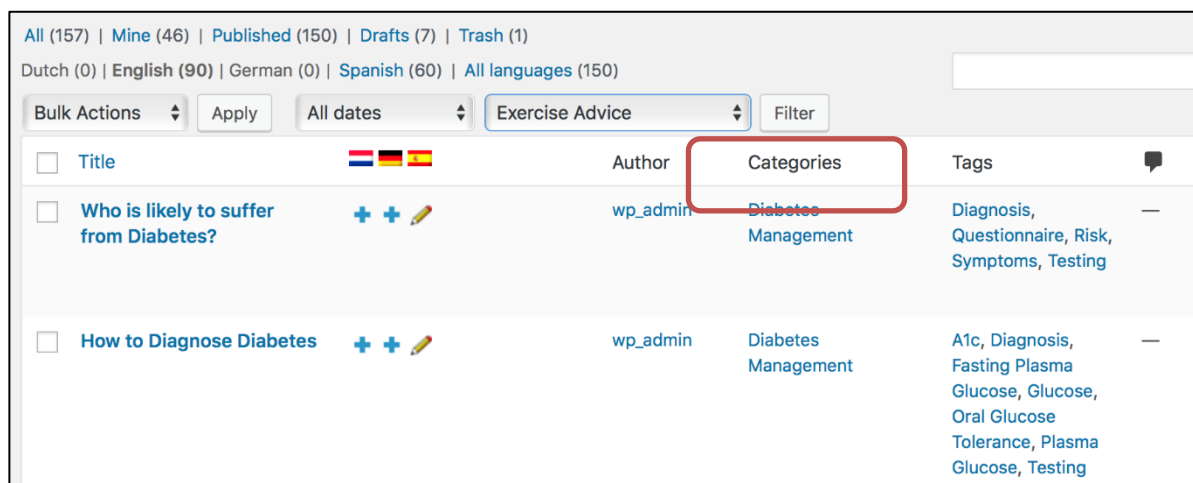 All (157) | Mine (46) | Published (150) | Drafts (7) | Trash (1)
Dutch (0) | English (90) | German (0) | Spanish (60) | All languages (150)
Bulk Actions Apply All dates Exercise Advice Filter
Title Author Categories Tags
Who is likely to suffer wp_admin Diabetes Diagnosis, —
from Diabetes? Management Questionnaire, Risk,
Symptoms, Testing
How to Diagnose Diabetes wp_admin Diabetes A1c, Diagnosis, —
Management Fasting Plasma
Glucose, Glucose,
Oral Glucose
Tolerance, Plasma
Glucose, Testing